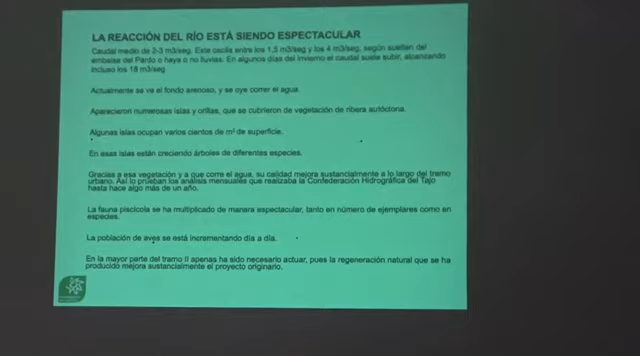 LA REACCIÓN DEL RÍO ESTÁ SIENDO ESPECTACULAR
Caudal medio de 2-3 m3/seg. Este oscila entre los 1,5 m3/seg y los 4 m3/seg, según suelten del
embalse del Pardo o haya o no lluvias. En algunos días del invierno el caudal suele subir, alcanzando
incluso los 18 m3/seg
Actualmente se ve el fondo arenoso, y se oye correr el agua.
Aparecieron numerosas islas y orillas, que se cubrieron de vegetación de ribera autóctona.
Algunas islas ocupan varios cientos de m² de superficie.
En esas islas están creciendo árboles de diferentes especies.
Gracias a esa vegetación y a que corre el agua, su calidad mejora sustancialmente a lo largo del tramo
urbano. Así lo prueban los análisis mensuales que realizaba la Confederación Hidrográfica del Tajo
hasta hace algo más de un año.
La fauna piscícola se ha multiplicado de manera espectacular, tanto en número de ejemplares como en
especies.
La población de aves se está incrementando día a día.
En la mayor parte del tramo II apenas ha sido necesario actuar, pues la regeneración natural que se ha
producido mejora sustancialmente el proyecto originario.